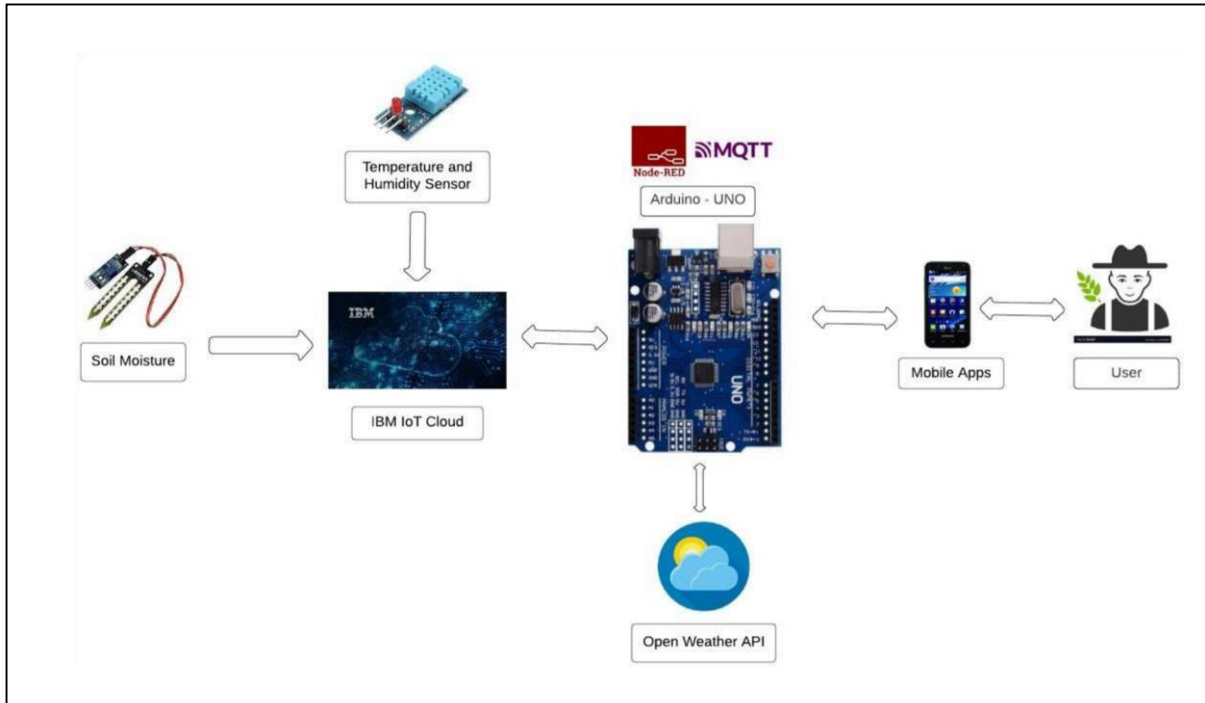 Temperature and
Humidity Sensor
Node-RED
MQTT
Arduino - UNO
IBM
Soil Moisture
IBM IoT Cloud
UNO
Mobile Apps
User
Open Weather API